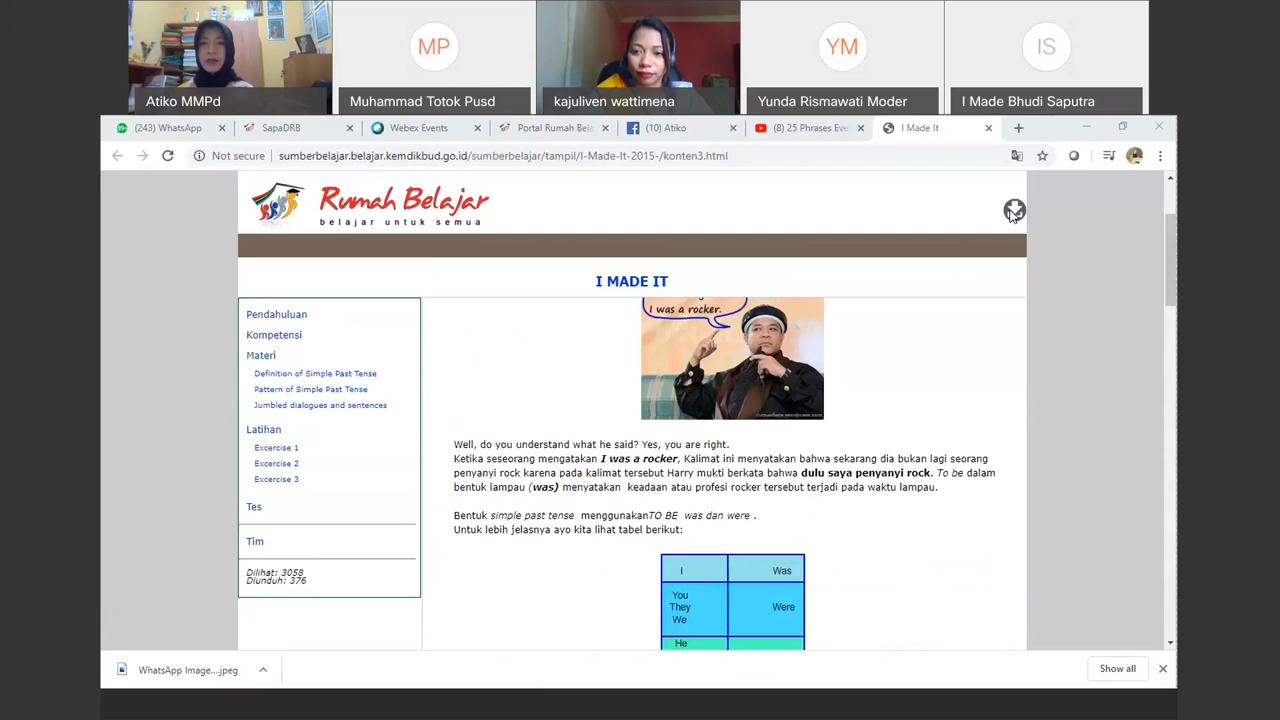 MP
YM
IS
Atiko MMPd
Muhammad Totok Pusd
kajuliven wattimena
Yunda Rismawati Moder
I Made Bhudi Saputra
(243) WhatsApp
SapaDRB
Webex Events
Portal Rumah Bela
(10) Atiko
(8) 25 Phrases Eve
I Made It
Not secure
sumberbelajar.belajar.kemdikbud.go.id/sumberbelajar/tampil/I-Made-It-2015-/konten3.html
Rumah Belajar
belajar untuk semua
I MADE IT
Pendahuluan
Kompetensi
Materi
Definition of Simple Past Tense
Pattern of Simple Past Tense
Jumbled dialogues and sentences
Latihan
Excercise 1
Excercise 2
Excercise 3
Tes
Tim
Dilihat: 3058
Diunduh: 376
I was a rocker.
Well, do you understand what he said? Yes, you are right.
Ketika seseorang mengatakan I was a rocker, Kalimat ini menyatakan bahwa sekarang dia bukan lagi seorang
penyanyi rock karena pada kalimat tersebut Harry mukti berkata bahwa dulu saya penyanyi rock. To be dalam
bentuk lampau (was) menyatakan keadaan atau profesi rocker tersebut terjadi pada waktu lampau.
Bentuk simple past tense menggunakanTO BE was dan were .
Untuk lebih jelasnya ayo kita lihat tabel berikut:
I Was
You
They Were
We
He
WhatsApp Image....jpeg
Show all